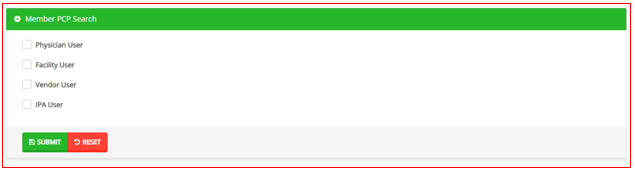 Member PCP Search
Physician User
Facility User
Vendor User
IPA User
SUBMIT RESET